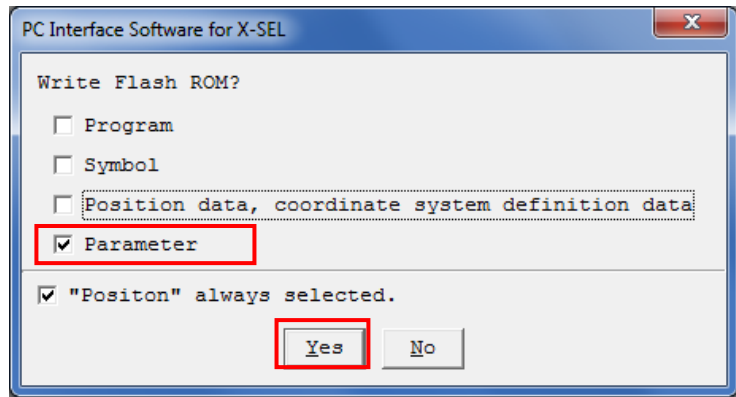 PC Interface Software for X-SEL
Write Flash ROM?
Program
Symbol
Position data, coordinate system definition data
Parameter
"Positon" always selected.
Yes No